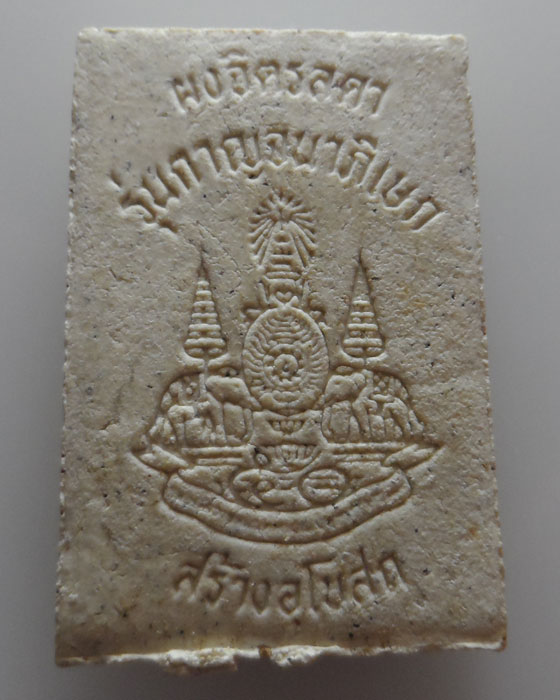 ผงจิตรลดา
รุ่นกาญจนาภิเษก
สร้างอุโบสถ